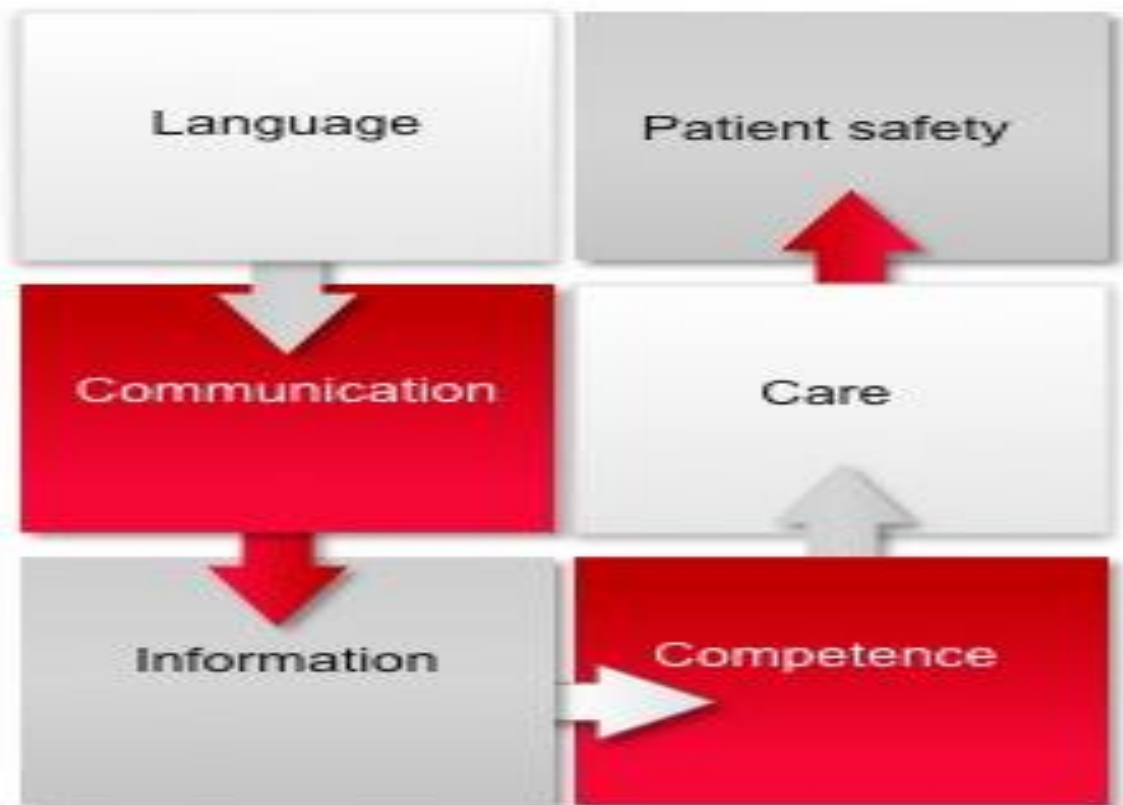 Language
Communication
Information
Competence
Care
Patient safety